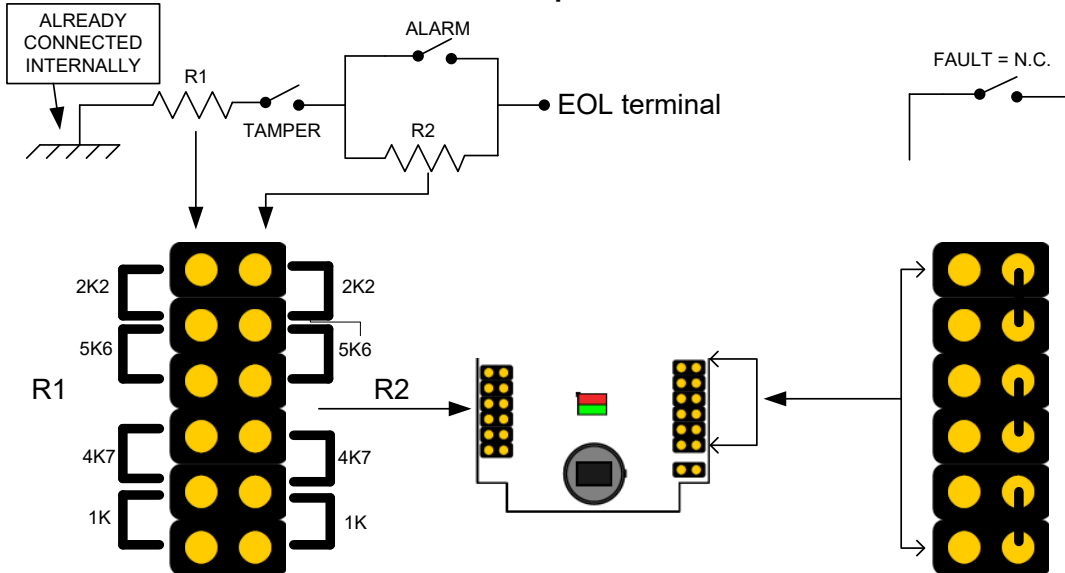 ALREADY
CONNECTED
INTERNALLY
R1
TAMPER
ALARM
R2
EOL terminal
FAULT = N.C.
2K2
5K6
R1
4K7
1K
2K2
5K6
R2
4K7
1K